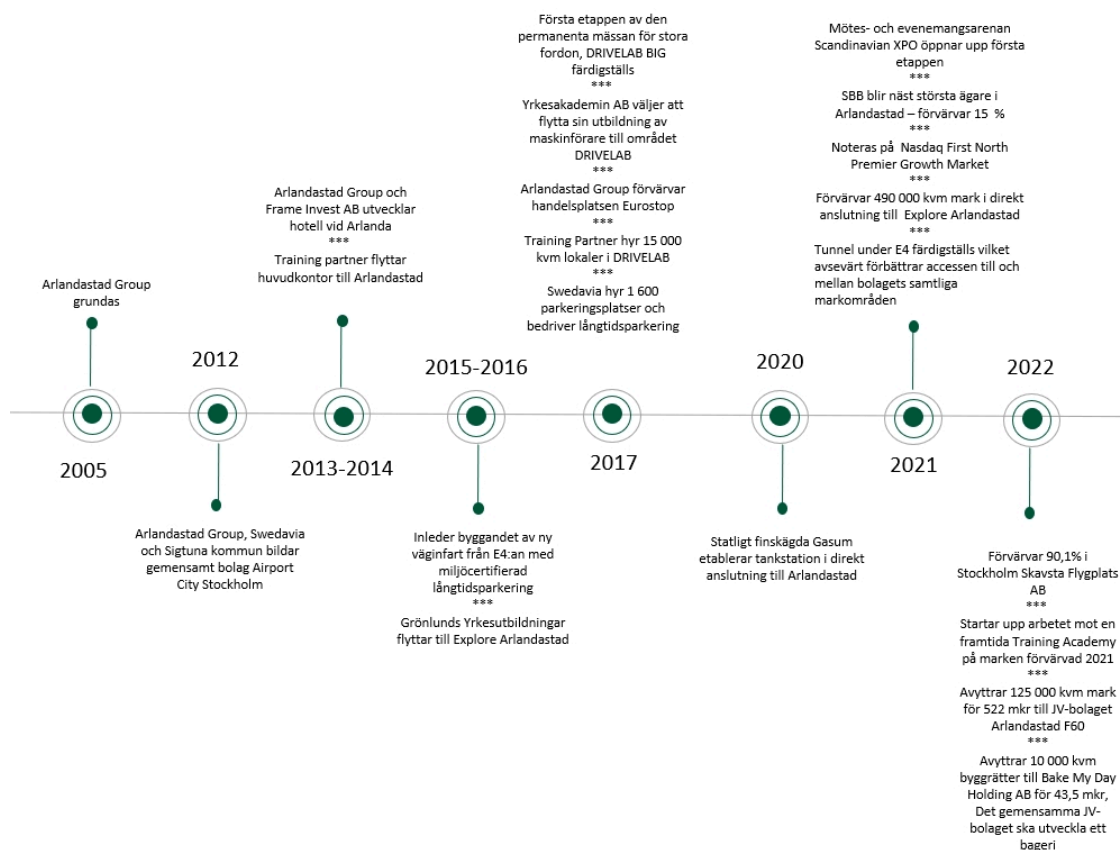 Arlandastad Group
grundas
2005
2012
Arlandastad Group, Swedavia
och Sigtuna kommun bildar
gemensamt bolag Airport
City Stockholm
Arlandastad Group och
Frame Invest AB utvecklar
hotell vid Arlanda
***
Training partner flyttar
huvudkontor till Arlandastad
2013-2014
2015-2016
Inleder byggandet av ny
väginfart från E4:an med
miljöcertifierad
långtidsparkering
***
Grönlunds Yrkesutbildningar
flyttar till Explore Arlandastad
Första etappen av den
permanenta mässan för stora
fordon, DRIVELAB BIG
färdigställs
***
Yrkesakademin AB väljer att
flytta sin utbildning av
maskinförare till området
DRIVELAB
***
Arlandastad Group förvärvar
handelsplatsen Eurostop
***
Training Partner hyr 15 000
kvm lokaler i DRIVELAB
***
Swedavia hyr 1 600
parkeringsplatser och
bedriver långtidsparkering
2017
2020
Statligt finskägda Gasum
etablerar tankstation i direkt
anslutning till Arlandastad
Mötes- och evenemangsarenan
Scandinavian XPO öppnar upp första
etappen
***
SBB blir näst största ägare i
Arlandastad – förvärvar 15 %
***
Noteras på Nasdaq First North
Premier Growth Market
***
Förvärvar 490 000 kvm mark i direkt
anslutning till Explore Arlandastad
***
Tunnel under E4 färdigställs vilket
avsevärt förbättrar accessen till och
mellan bolagets samtliga
markområden
2021
2022
Förvärvar 90,1% i
Stockholm Skavsta Flygplats
AB
***
Startar upp arbetet mot en
framtida Training Academy
på marken förvärvad 2021
***
Avyttrar 125 000 kvm mark
för 522 mkr till JV-bolaget
Arlandastad F60
***
Avyttrar 10 000 kvm
byggrätter till Bake My Day
Holding AB för 43,5 mkr,
Det gemensamma JV-
bolaget ska utveckla ett
bageri